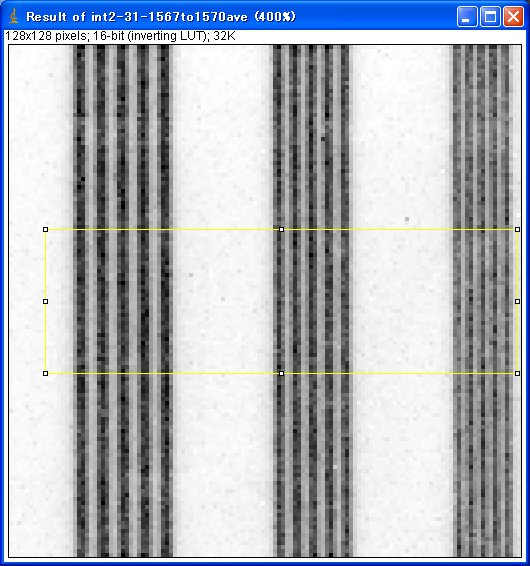 Result of int2-31-1567to1570ave (400%)
128x128 pixels; 16-bit (inverting LUT); 32K